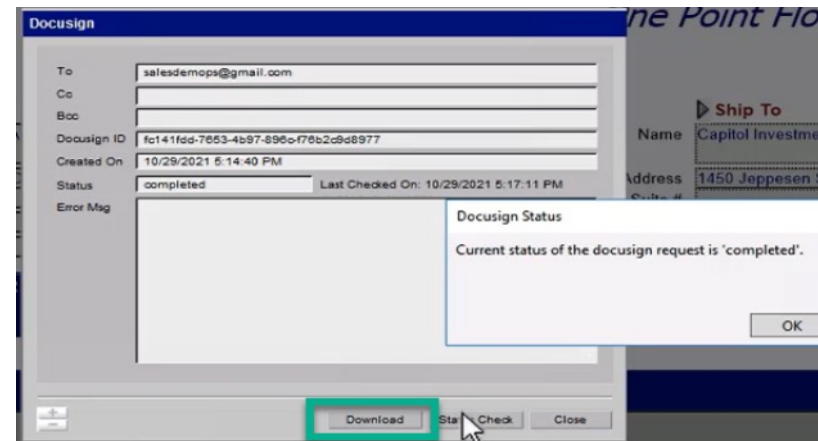 Docusign
ne Point Flo
To salesdemops@gmail.com
Cc
Bcc
Docusign ID fc141fdd-7653-4b97-896c-f76b2c9d8977
Created On 10/29/2021 5:14:40 PM
Status completed Last Checked On: 10/29/2021 5:17:11 PM
Error Msg
Ship To
Name Capitol Investme
Address 1450 Jeppesen
Suite #
Docusign Status
Current status of the docusign request is 'completed'.
OK
Download Status Check Close